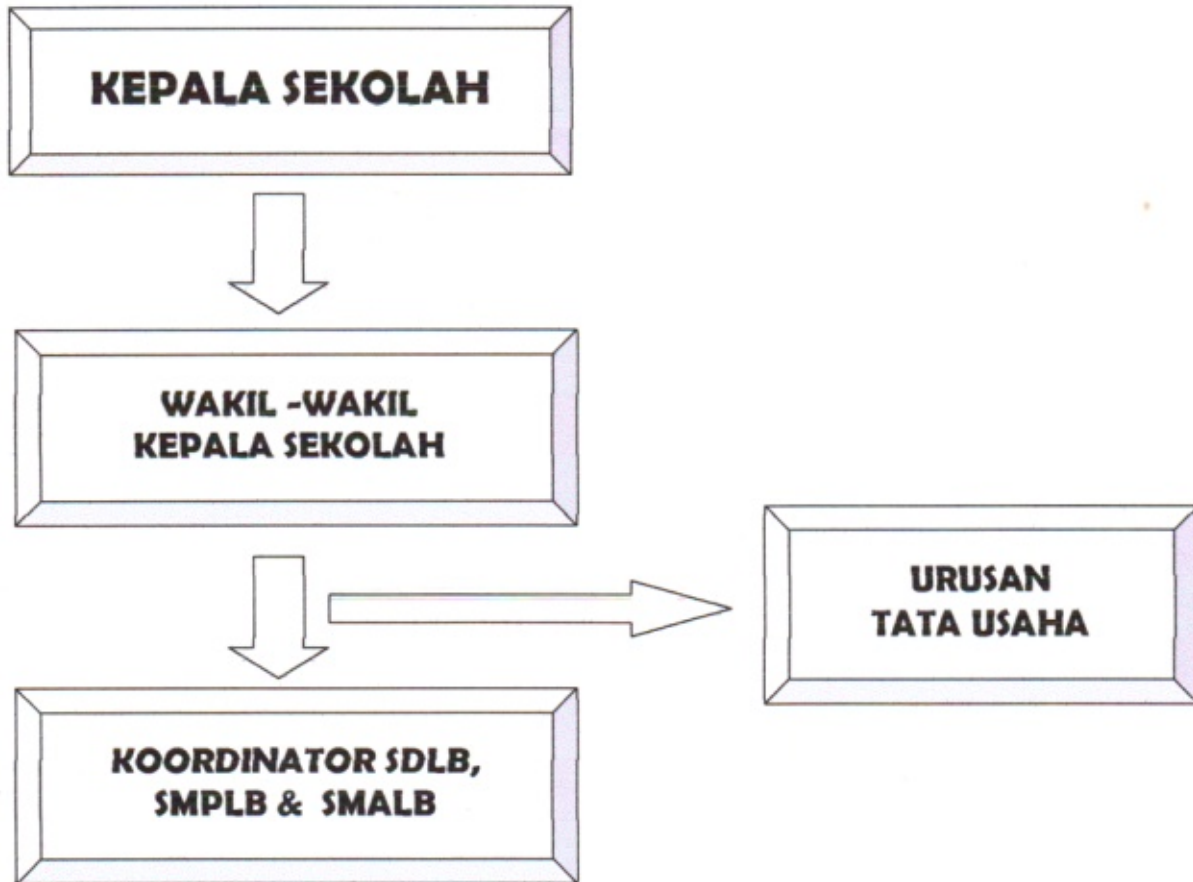 KEPALA SEKOLAH
WAKIL -WAKIL
KEPALA SEKOLAH
URUSAN
TATA USAHA
KOORDINATOR SDLB,
SMPLB & SMALB